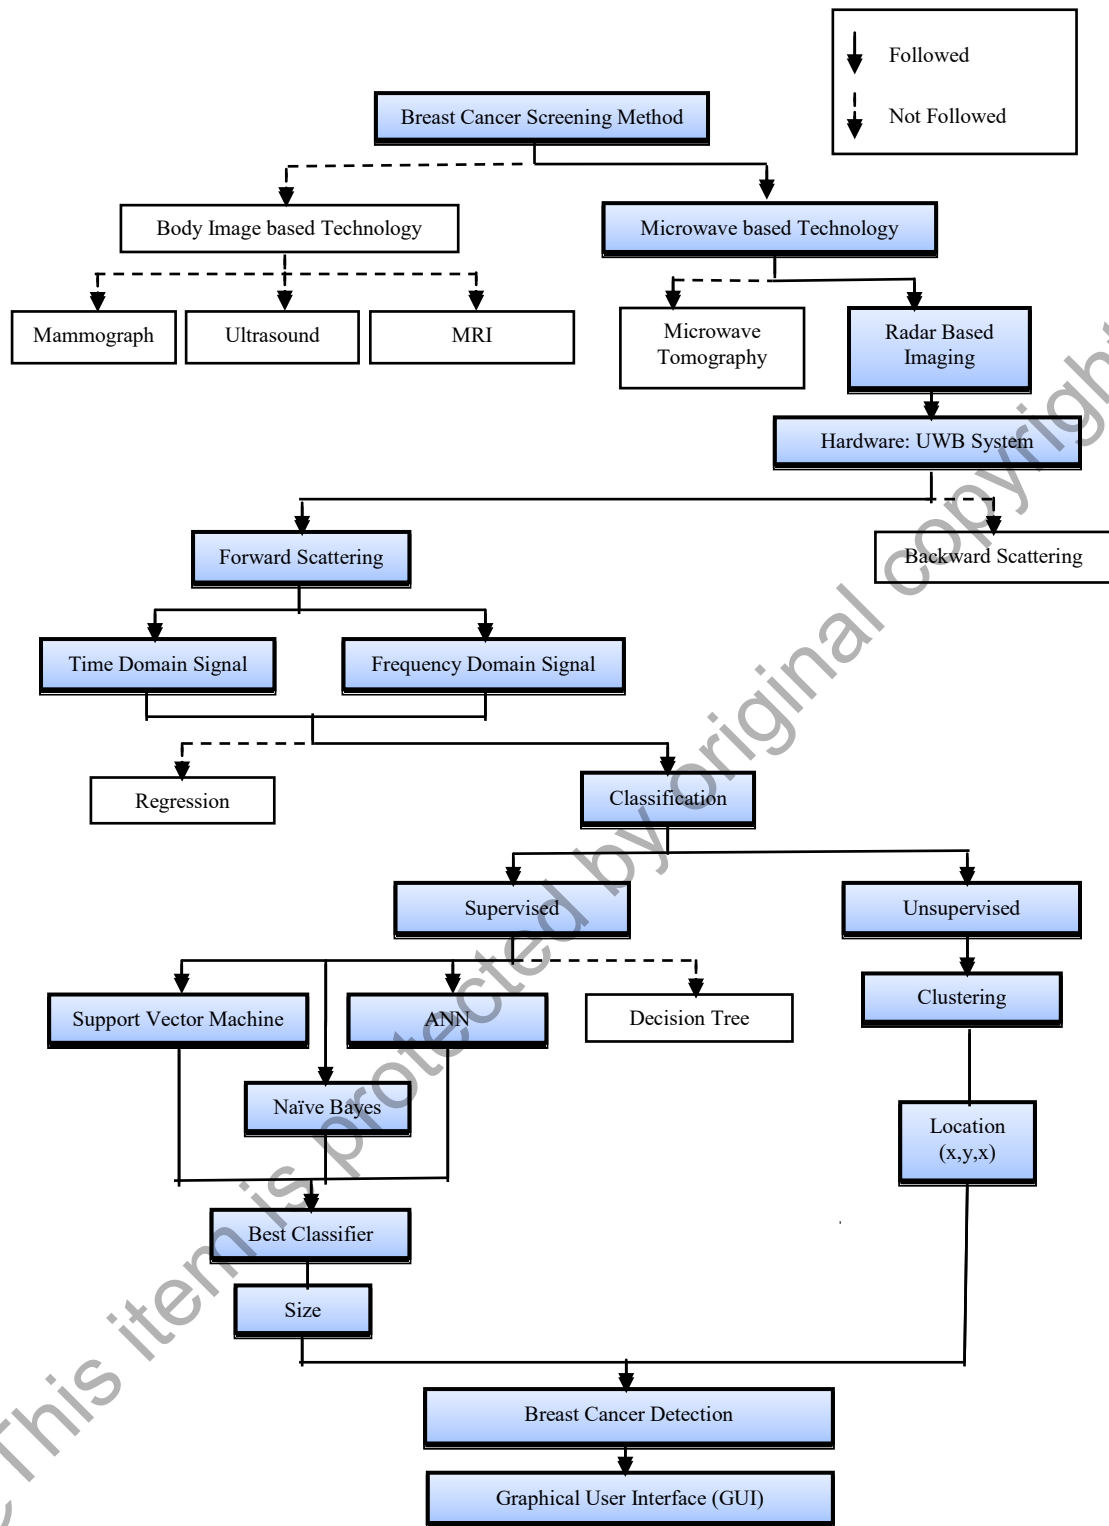 Followed
Not Followed
Breast Cancer Screening Method
Body Image based Technology
Microwave based Technology
Mammograph
Ultrasound
MRI
Microwave
Tomography
Radar Based
Imaging
Hardware: UWB System
Forward Scattering
Backward Scattering
Time Domain Signal
Frequency Domain Signal
Regression
Classification
Supervised
Unsupervised
Support Vector Machine
ANN
Decision Tree
Clustering
Naïve Bayes
Location
(x,y,x)
Best Classifier
Size
Breast Cancer Detection
Graphical User Interface (GUI)
This item is protected by original copyright